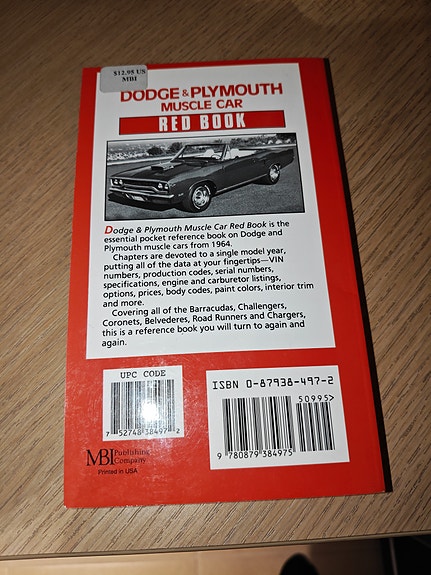 $12.95 US
MBI
DODGE & PLYMOUTH
MUSCLE CAR
RED BOOK
Dodge & Plymouth Muscle Car Red Book is the
essential pocket reference book on Dodge and
Plymouth muscle cars from 1964.
Chapters are devoted to a single model year,
putting all of the data at your fingertips—VIN
numbers, production codes, serial numbers,
specifications, engine and carburetor listings,
options, prices, body codes, paint colors, interior trim
and more.
Covering all of the Barracudas, Challengers,
Coronets, Belvederes, Road Runners and Chargers,
this is a reference book you will turn to again and
again.
UPC CODE
7 52748 38497 2
ISBN 0-87938-497-2
50995>
9 780879 384975
MBI Publishing
Company
Printed in USA